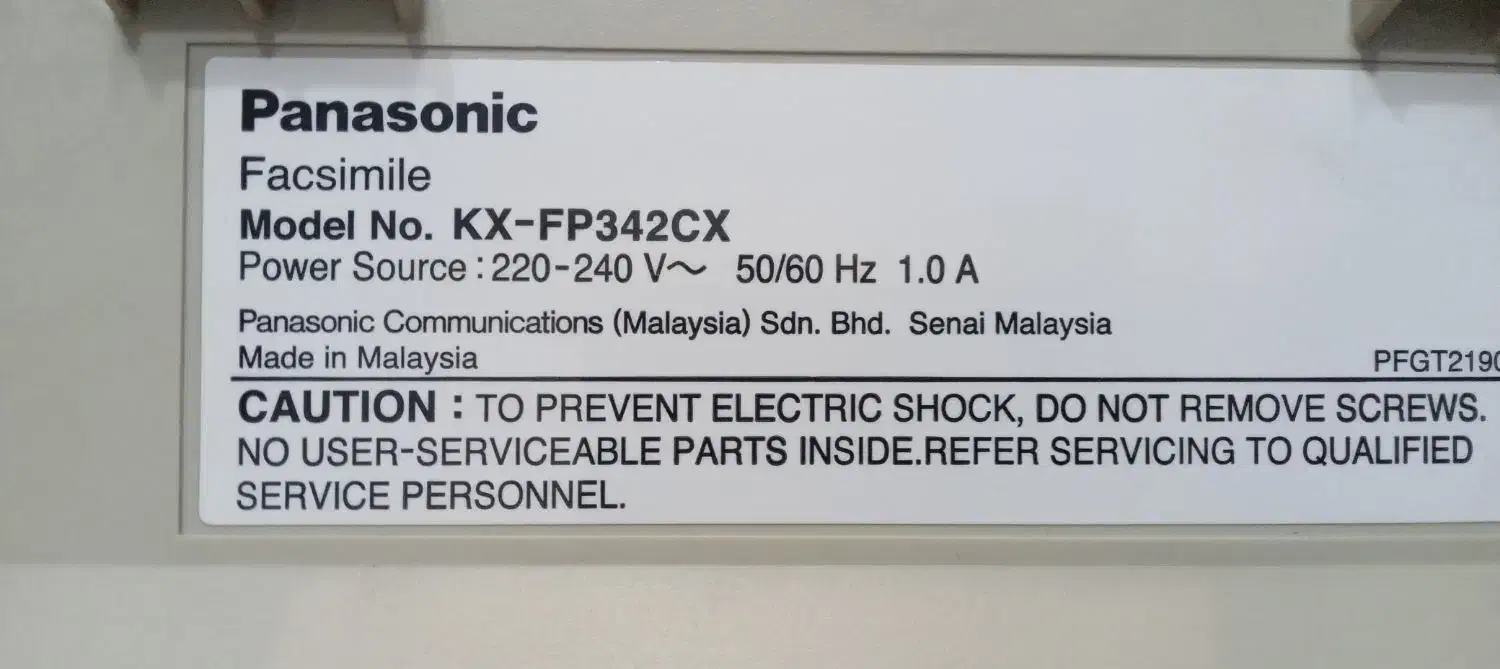 Panasonic
Facsimile
Model No. KX-FP342CX
Power Source : 220-240 V~ 50/60 Hz 1.0 A
Panasonic Communications (Malaysia) Sdn. Bhd. Senai Malaysia
Made in Malaysia
PFGT2190
CAUTION : TO PREVENT ELECTRIC SHOCK, DO NOT REMOVE SCREWS.
NO USER-SERVICEABLE PARTS INSIDE.REFER SERVICING TO QUALIFIED
SERVICE PERSONNEL.